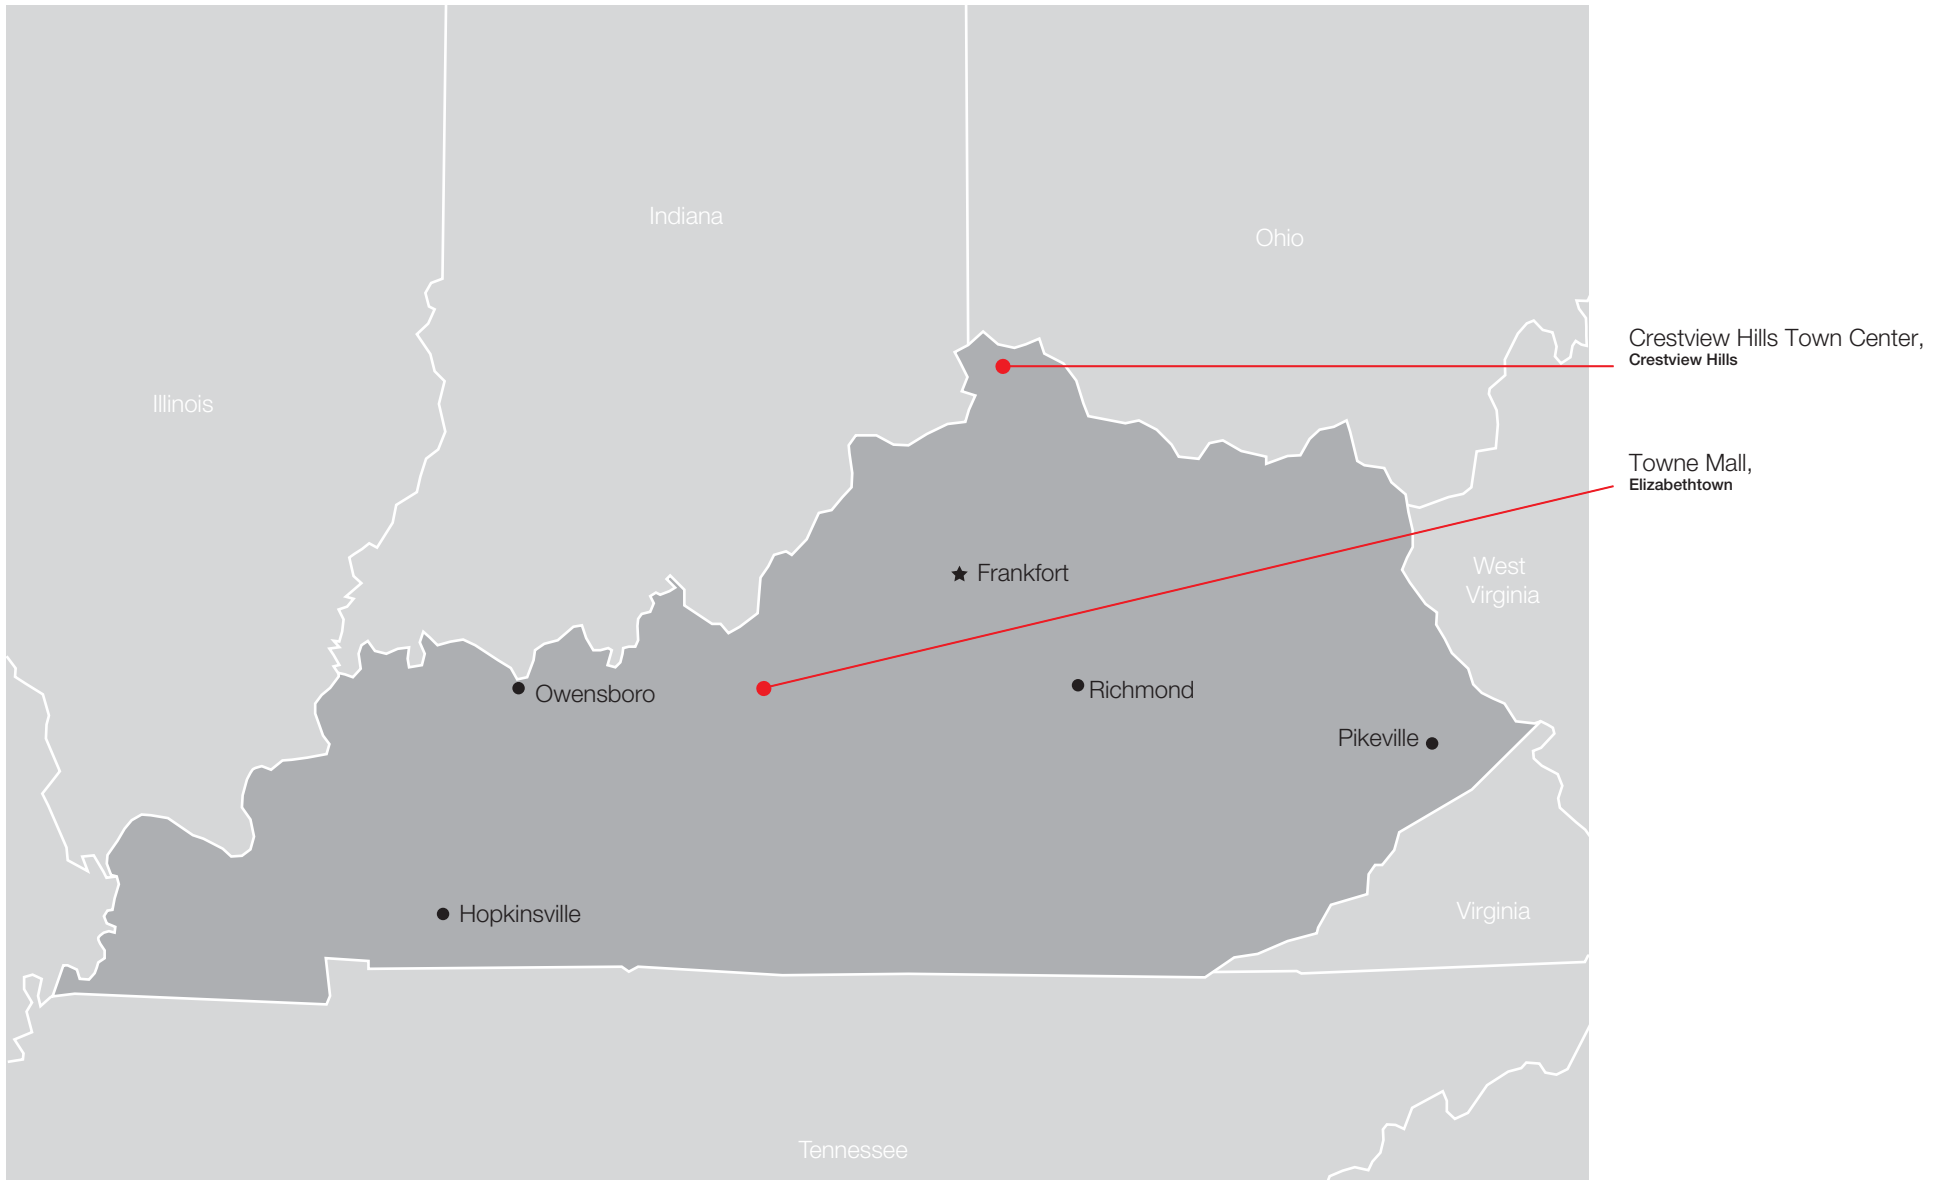 Indiana
Ohio
Crestview Hills Town Center,
Crestview Hills
Illinois
Towne Mall,
Elizabethtown
Frankfort
West
Virginia
Owensboro
Richmond
Pikeville
Hopkinsville
Virginia
Tennessee